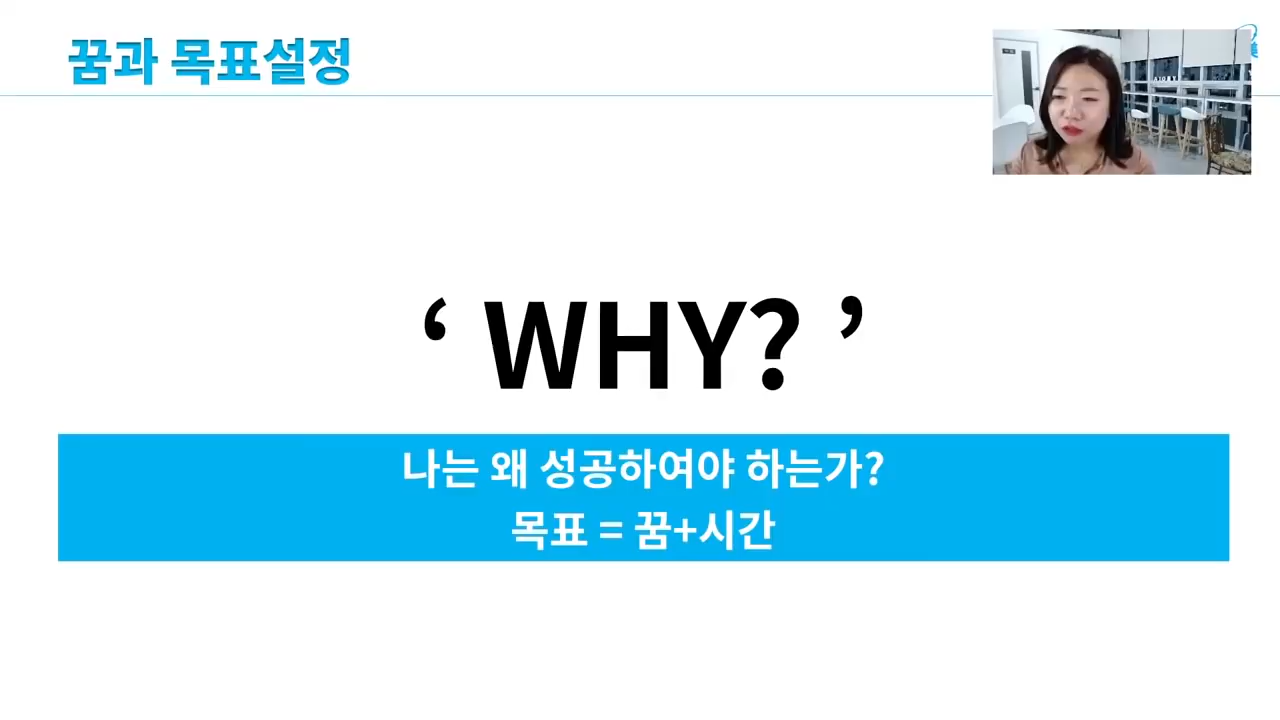 꿈과 목표설정
‘ WHY? ’
나는 왜 성공하여야 하는가?
목표 = 꿈+시간